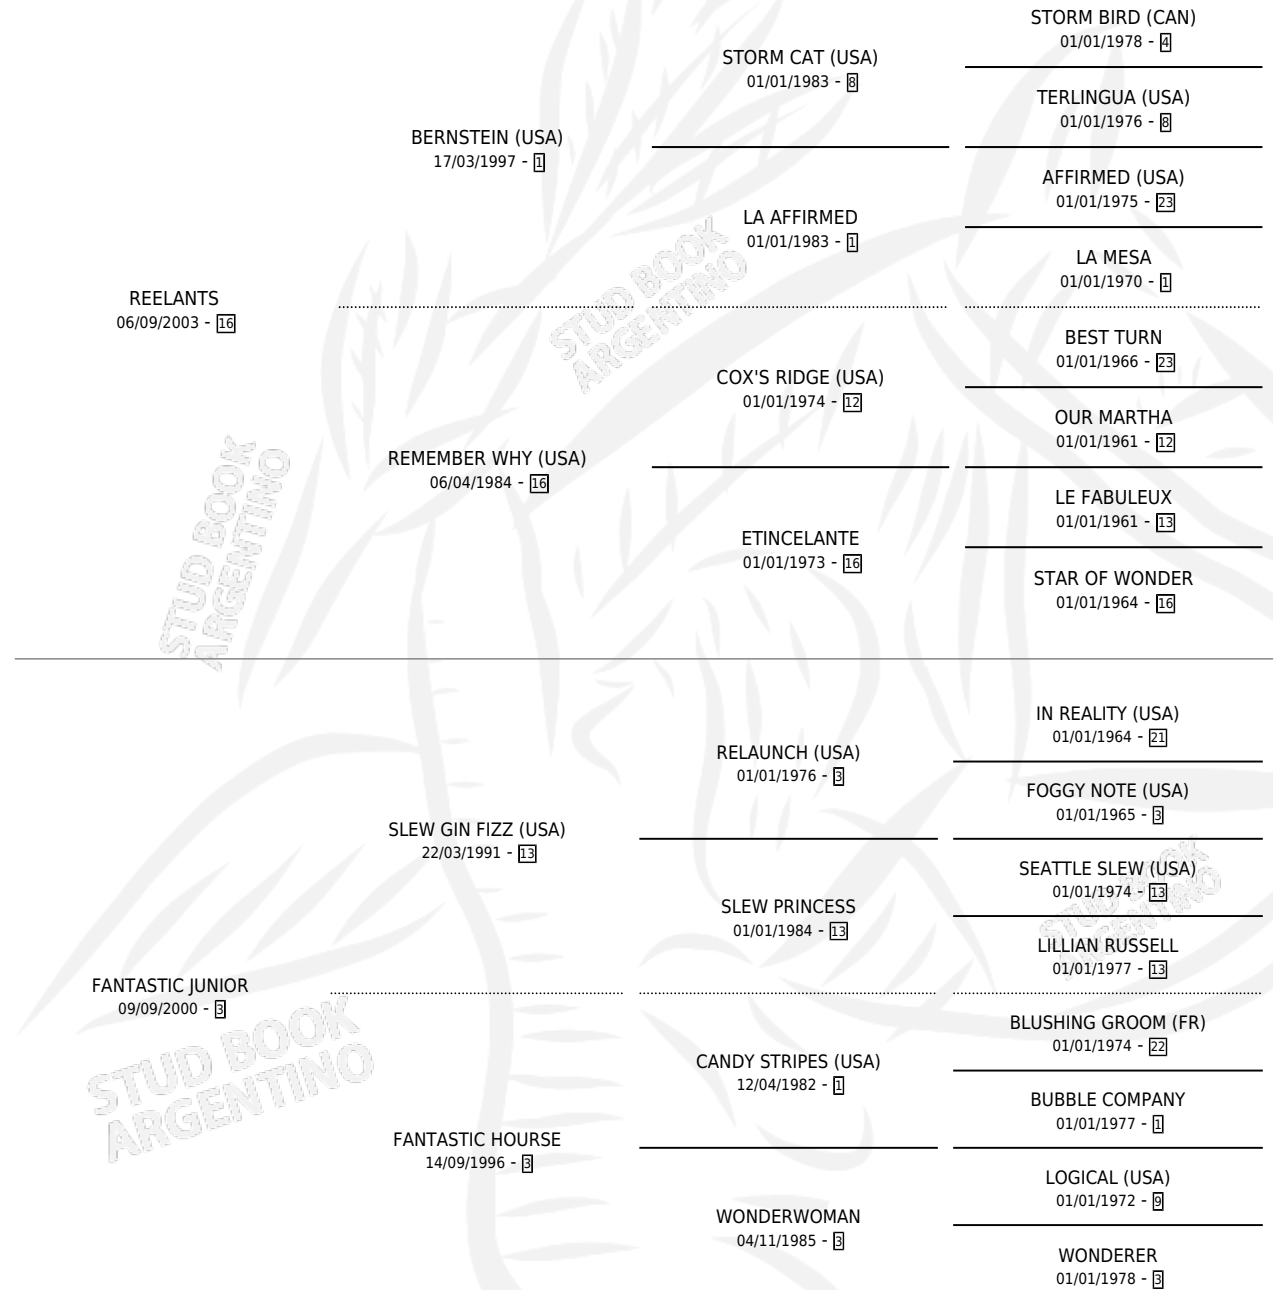 STORM BIRD (CAN)
01/01/1978 - 4
STORM CAT (USA)
01/01/1983 - 8
TERLINGUA (USA)
01/01/1976 - 8
BERNSTEIN (USA)
17/03/1997 - 1
AFFIRMED (USA)
01/01/1975 - 23
LA AFFIRMED
01/01/1983 - 1
LA MESA
01/01/1970 - 1
REELANTS
06/09/2003 - 16
BEST TURN
01/01/1966 - 23
COX'S RIDGE (USA)
01/01/1974 - 12
OUR MARTHA
01/01/1961 - 12
REMEMBER WHY (USA)
06/04/1984 - 16
LE FABULEUX
01/01/1961 - 13
ETINCELANTE
01/01/1973 - 16
STAR OF WONDER
01/01/1964 - 16
STUD BOOK
ARGENTINO
STUD BOOK
ARGENTINO
IN REALITY (USA)
01/01/1964 - 21
RELAUNCH (USA)
01/01/1976 - 3
FOGGY NOTE (USA)
01/01/1965 - 3
SLEW GIN FIZZ (USA)
22/03/1991 - 13
SEATTLE SLEW (USA)
01/01/1974 - 13
SLEW PRINCESS
01/01/1984 - 13
LILLIAN RUSSELL
01/01/1977 - 13
FANTASTIC JUNIOR
09/09/2000 - 3
BLUSHING GROOM (FR)
01/01/1974 - 22
CANDY STRIPES (USA)
12/04/1982 - 1
BUBBLE COMPANY
01/01/1977 - 1
FANTASTIC HOURSE
14/09/1996 - 3
LOGICAL (USA)
01/01/1972 - 9
WONDERWOMAN
04/11/1985 - 3
WONDERER
01/01/1978 - 3
STUD BOOK
ARGENTINO
STUD BOOK
ARGENTINO